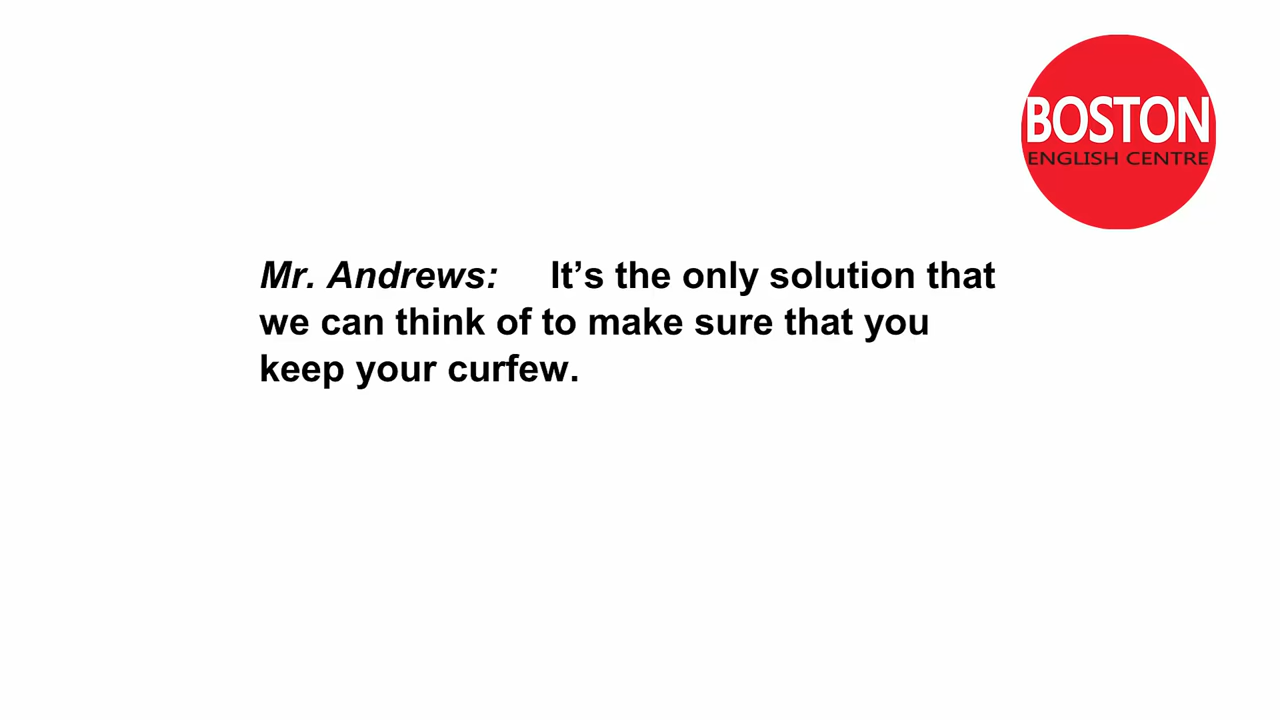 BOSTON
ENGLISH CENTRE
Mr. Andrews: It’s the only solution that
we can think of to make sure that you
keep your curfew.